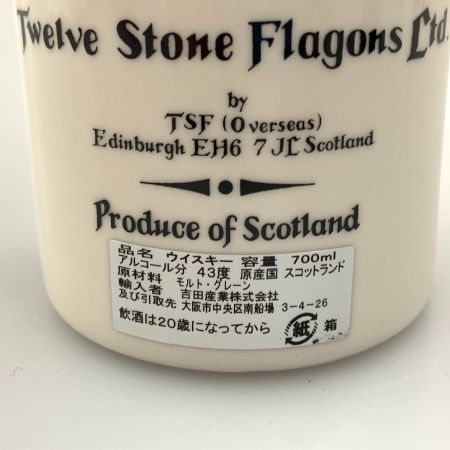 Twelve Stone Flagons Ltd.
by
TSF (Overseas)
Edinburgh EH6 7JL Scotland
Produce of Scotland
品名 ウイスキー 容量 700ml
アルコール分 43度 原産国 スコットランド
原材料 モルト・グレーン
輸入者 吉田産業株式会社
及び引取先 大阪市中央区南船場 3-4-26
飲酒は20歳になってから 紙 箱